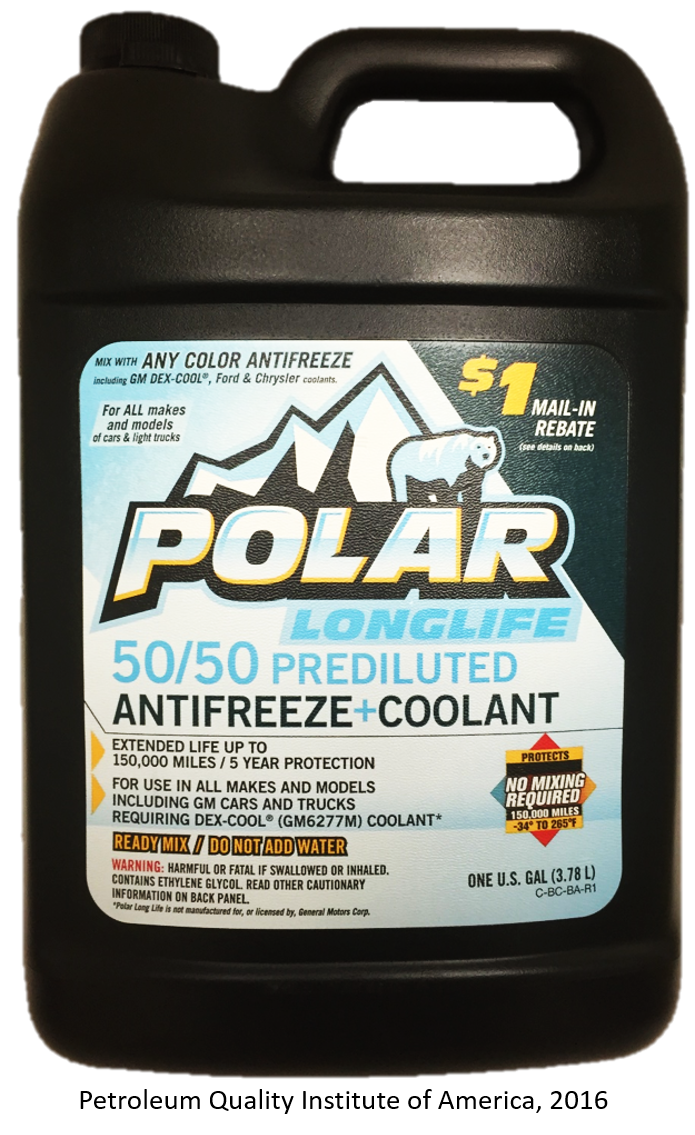 MIX WITH ANY COLOR ANTIFREEZE
including GM DEX-COOL®, Ford & Chrysler coolants.
For ALL makes
and models
of cars & light trucks
$1
MAIL-IN
REBATE
(see details on back)
POLAR
LONGLIFE
50/50 PREDILUTED
ANTIFREEZE+COOLANT
EXTENDED LIFE UP TO
150,000 MILES / 5 YEAR PROTECTION
FOR USE IN ALL MAKES AND MODELS
INCLUDING GM CARS AND TRUCKS
REQUIRING DEX-COOL® (GM6277M) COOLANT*
PROTECTS
NO MIXING
REQUIRED
150,000 MILES
-34° TO 265°F
READY MIX / DO NOT ADD WATER
WARNING: HARMFUL OR FATAL IF SWALLOWED OR INHALED.
CONTAINS ETHYLENE GLYCOL. READ OTHER CAUTIONARY
INFORMATION ON BACK PANEL.
*Polar Long Life is not manufactured for, or licensed by, General Motors Corp.
ONE U.S. GAL (3.78 L)
C-BC-BA-R1
Petroleum Quality Institute of America, 2016